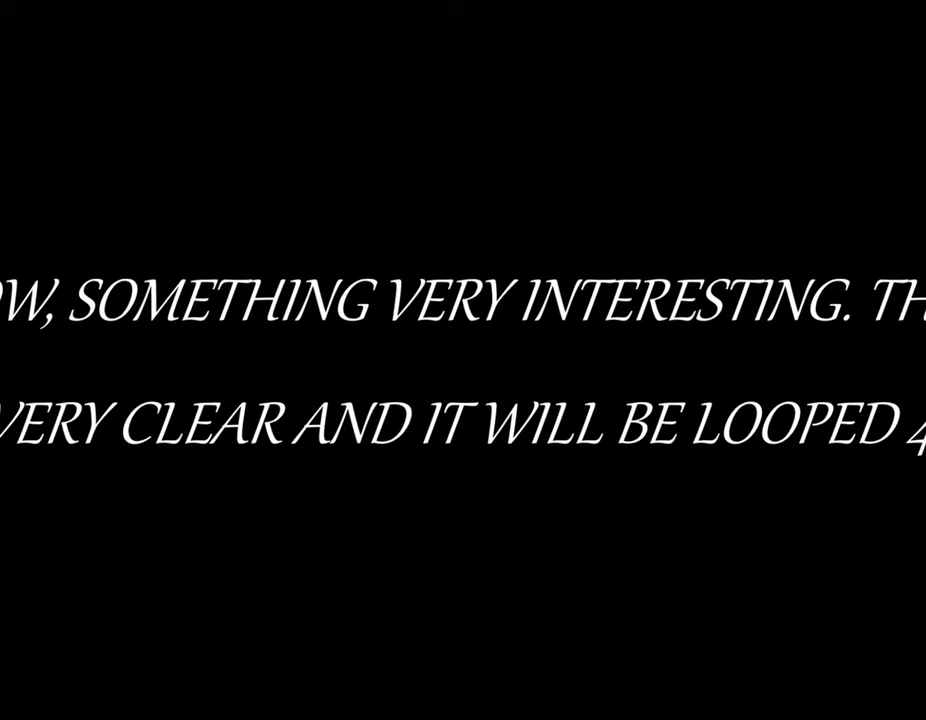 OW, SOMETHING VERY INTERESTING. TH
VERY CLEAR AND IT WILL BE LOOPED 4